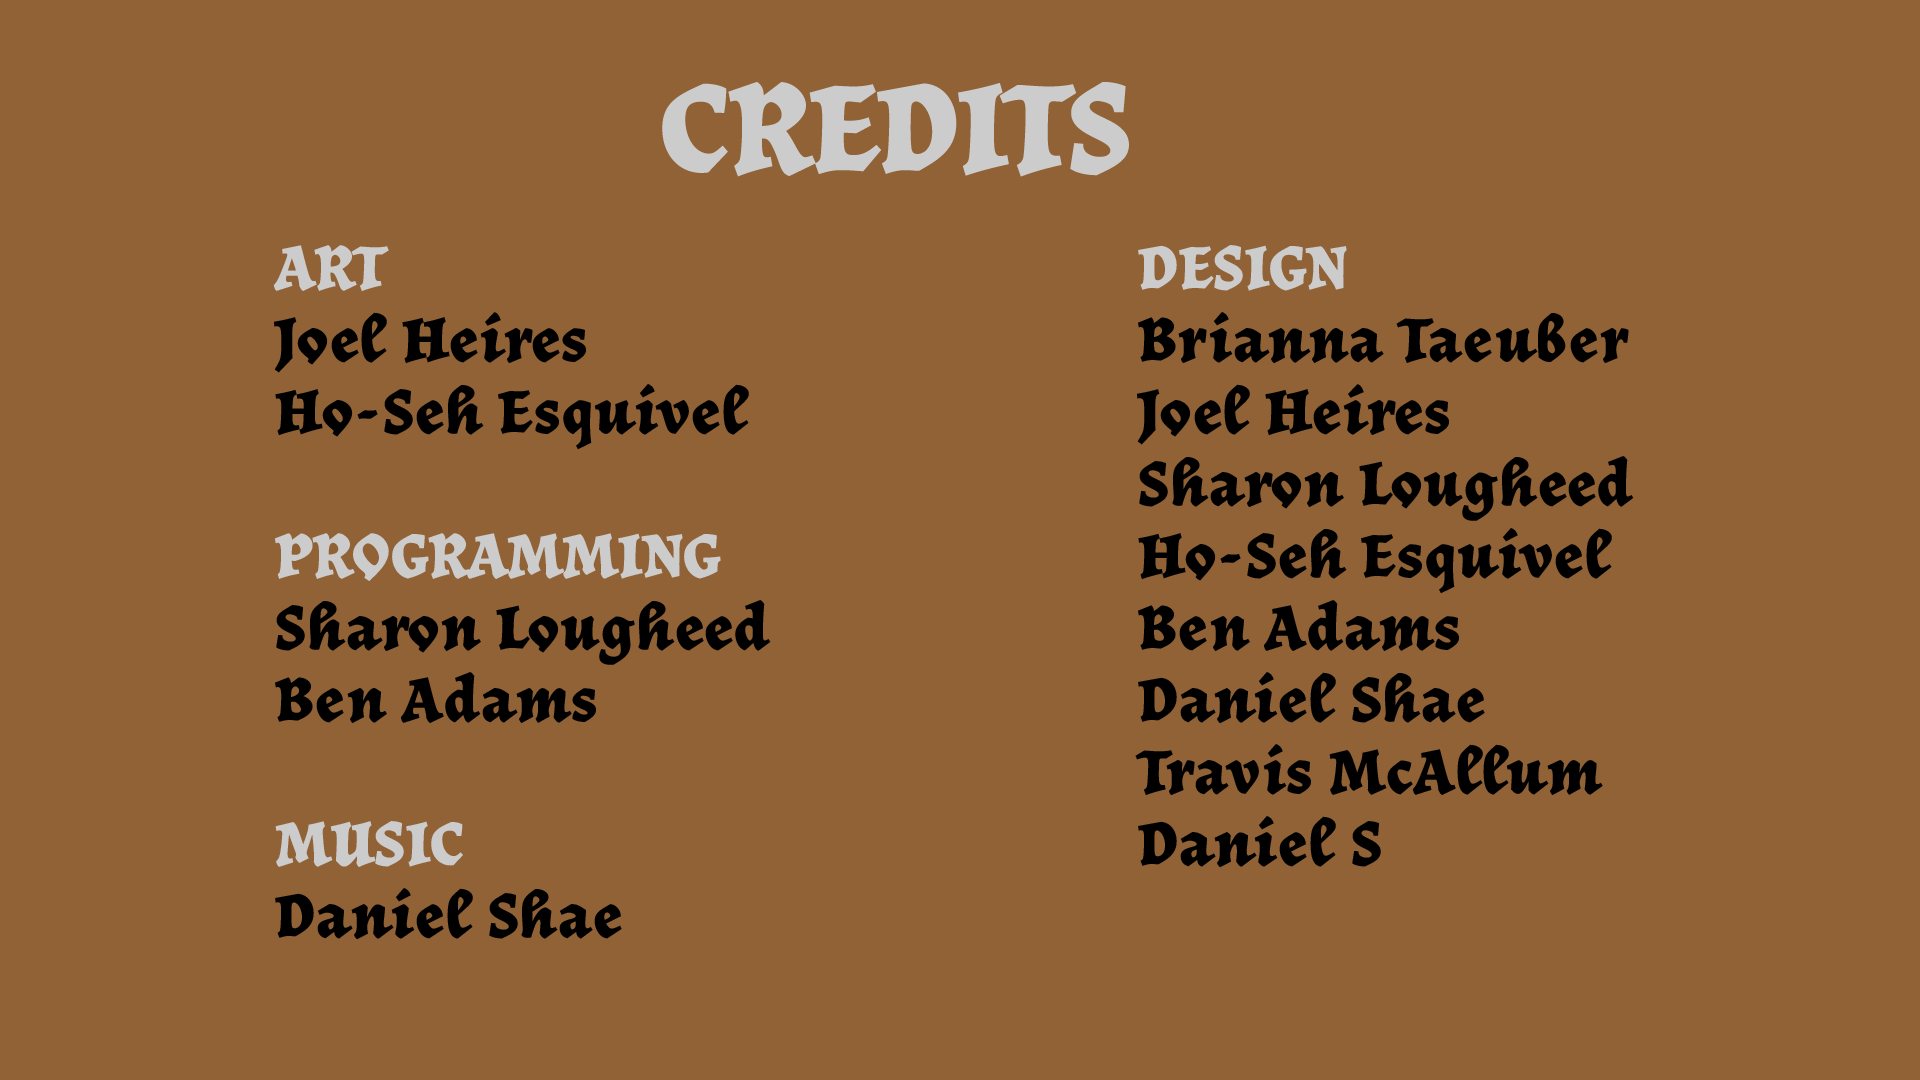 CREDITS
ART
Joel Heires
Ho-Seh Esquivel
PROGRAMMING
Sharon Lougheed
Ben Adams
MUSIC
Daniel Shae
DESIGN
Brianna Taeuber
Joel Heires
Sharon Lougheed
Ho-Seh Esquivel
Ben Adams
Daniel Shae
Travis McAllum
Daniel S